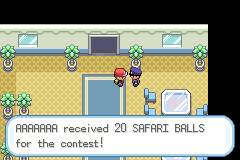 AAAAAAA received 20 SAFARI BALLS
for the contest!